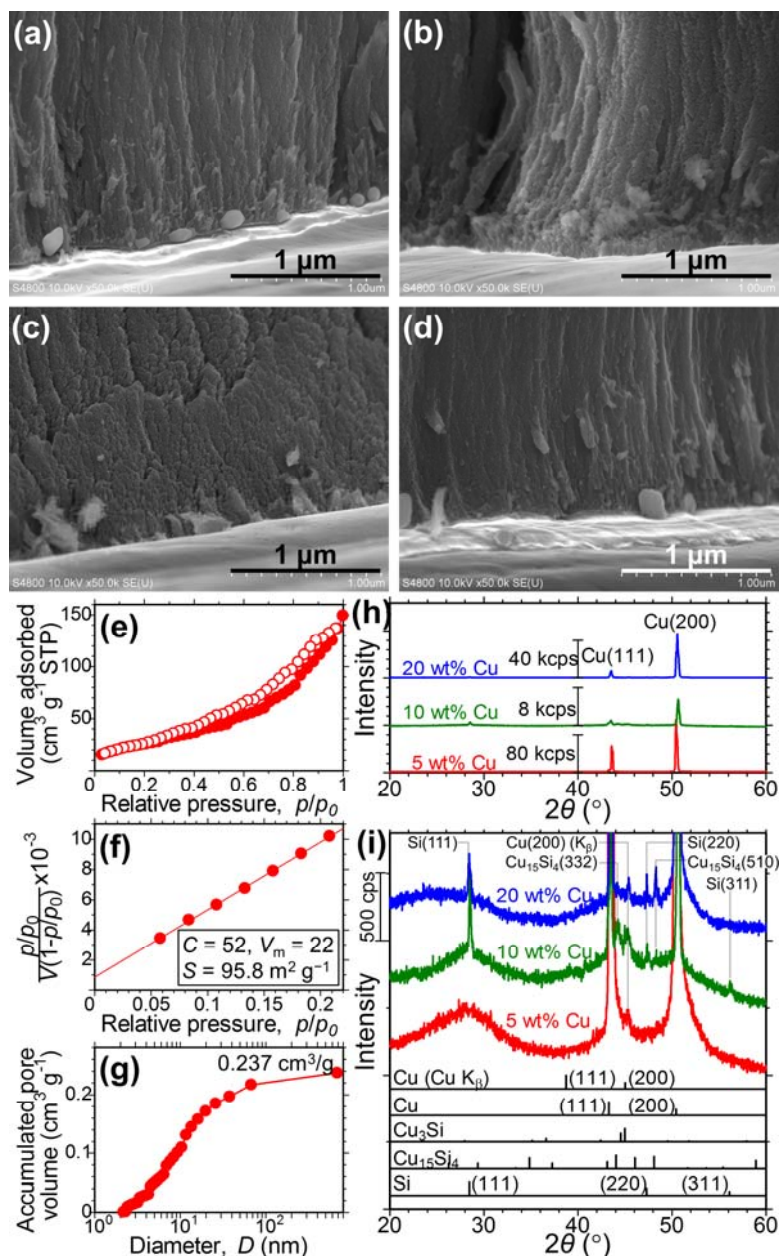 (a)
1 µm
S4800 10.0kV x50.0k SE(U)
1.00um
(b)
1 µm
S4800 10.0kV x50.0k SE(U)
1.00um
(c)
1 µm
S4800 10.0kV x50.0k SE(U)
1.00um
(d)
1 µm
S4800 10.0kV x50.0k SE(U)
1.00um
(e)
Volume adsorbed
(cm³ g⁻¹ STP)
150
100
50
0 0.2 0.4 0.6 0.8 1
Relative pressure, p/p₀
(f)
p/p₀
V(1-p/p₀)
×10⁻³
10
8
6
4
2
0 0.05 0.1 0.15 0.2
C = 52, Vₘ = 22
S = 95.8 m² g⁻¹
Relative pressure, p/p₀
(g)
0.237 cm³/g
Accumulated pore
volume (cm³ g⁻¹)
0.2
0.1
0
10⁰ 10¹ 10² 
Diameter, D (nm)
(h)
Cu(200)
Cu(111)
20 wt% Cu
40 kcps
10 wt% Cu
8 kcps
5 wt% Cu
80 kcps
Intensity
20 30 40 50 60
2θ (°)
(i)
Cu(200) (Kβ)
Si(220)
Si(111)
Cu₁₅Si₄(332)
Cu₁₅Si₄(510)
Si(311)
20 wt% Cu
500 cps
10 wt% Cu
5 wt% Cu
Intensity
Cu (Cu Kβ) (111) (200)
Cu (111) (200)
Cu₃Si
Cu₁₅Si₄
Si (111) (220) (311)
20 30 40 50 60
2θ (°)